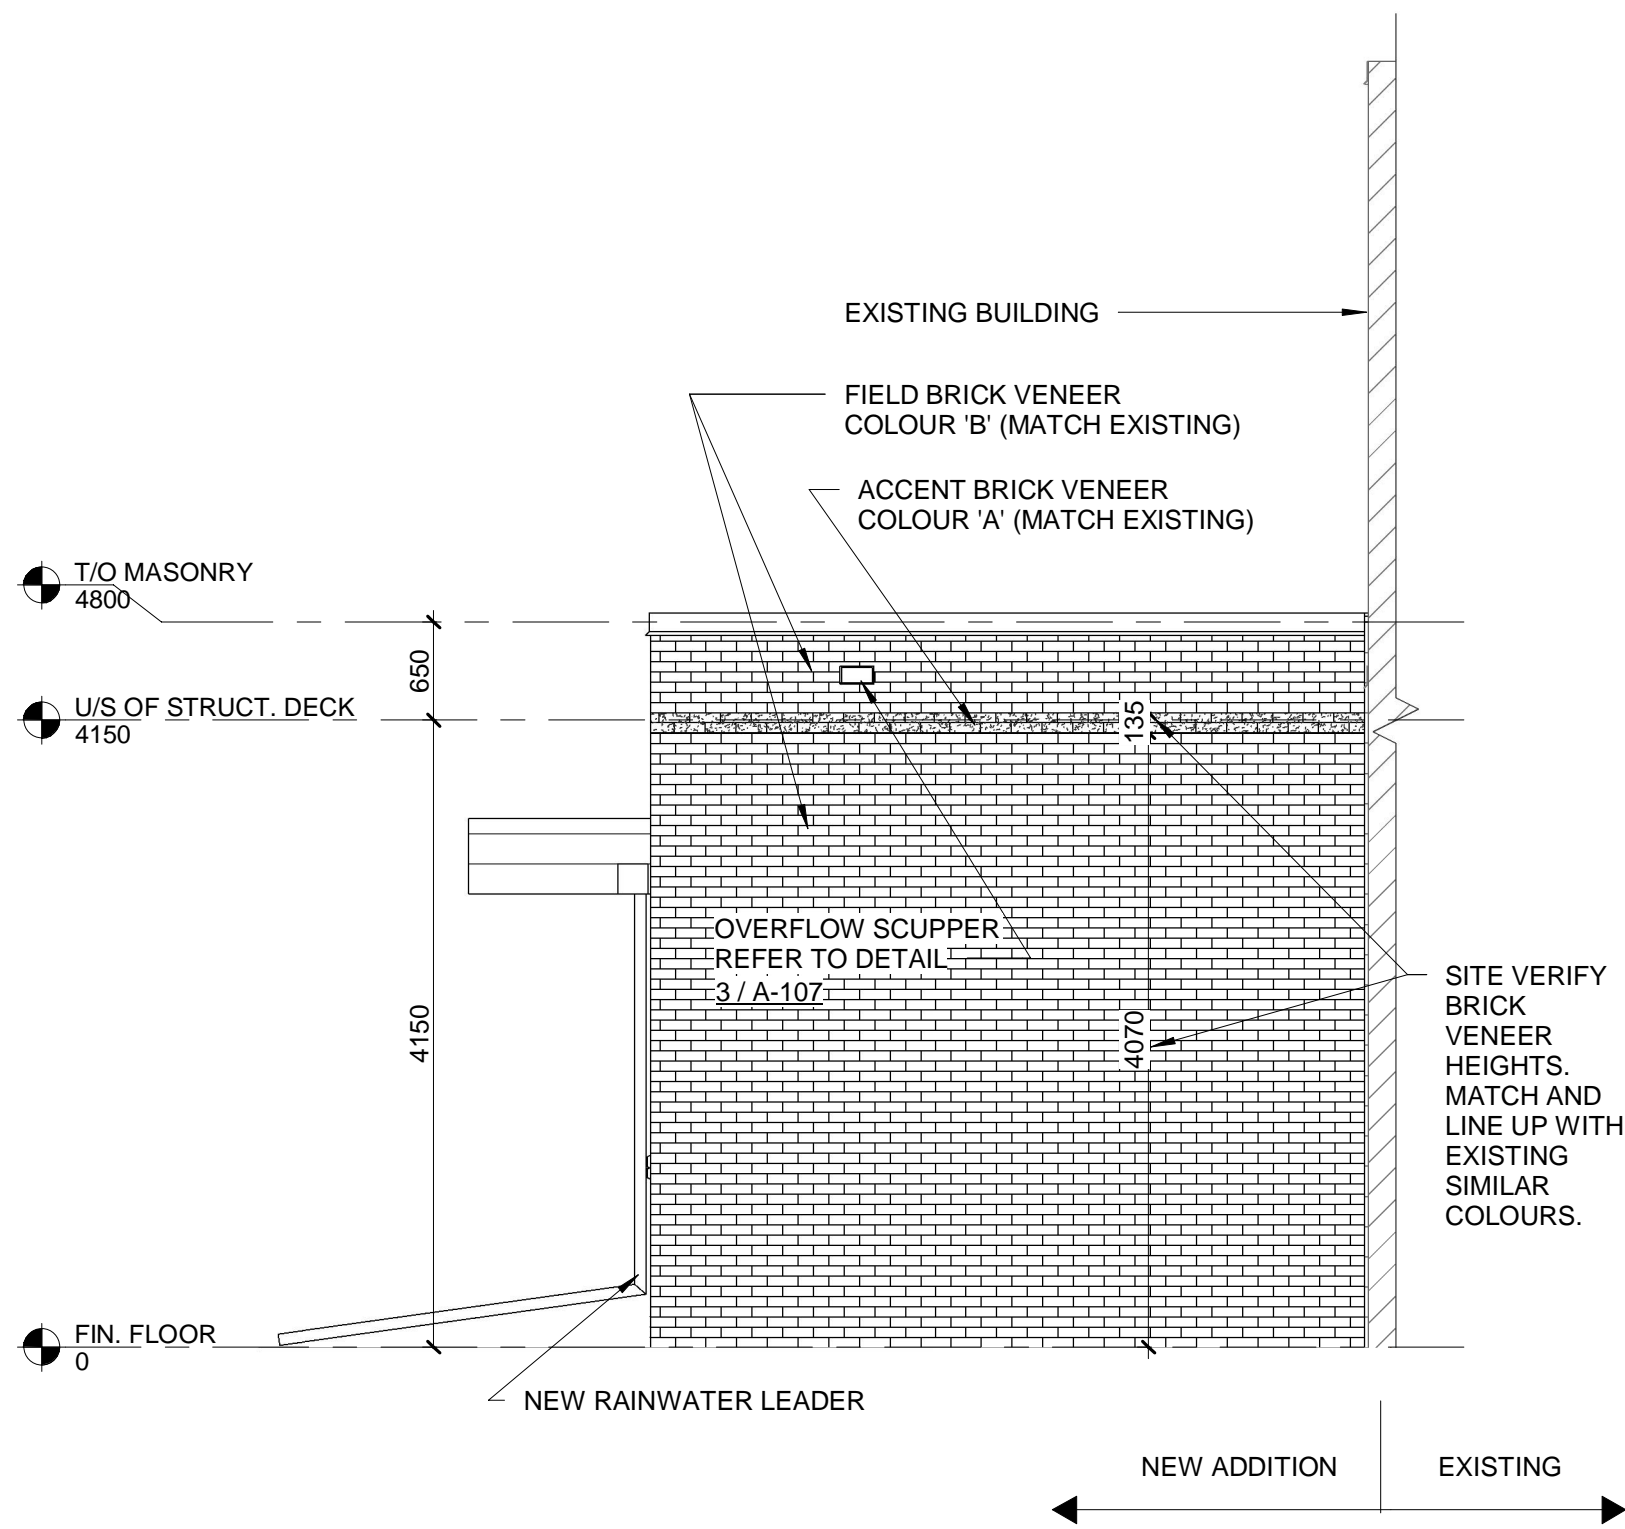 EXISTING BUILDING
FIELD BRICK VENEER
COLOUR 'B' (MATCH EXISTING)
ACCENT BRICK VENEER
COLOUR 'A' (MATCH EXISTING)
T/O MASONRY
4800
650
U/S OF STRUCT. DECK
4150
135
OVERFLOW SCUPPER
REFER TO DETAIL
3 / A-107
4150
4070
SITE VERIFY
BRICK
VENEER
HEIGHTS.
MATCH AND
LINE UP WITH
EXISTING
SIMILAR
COLOURS.
FIN. FLOOR
0
NEW RAINWATER LEADER
NEW ADDITION
EXISTING